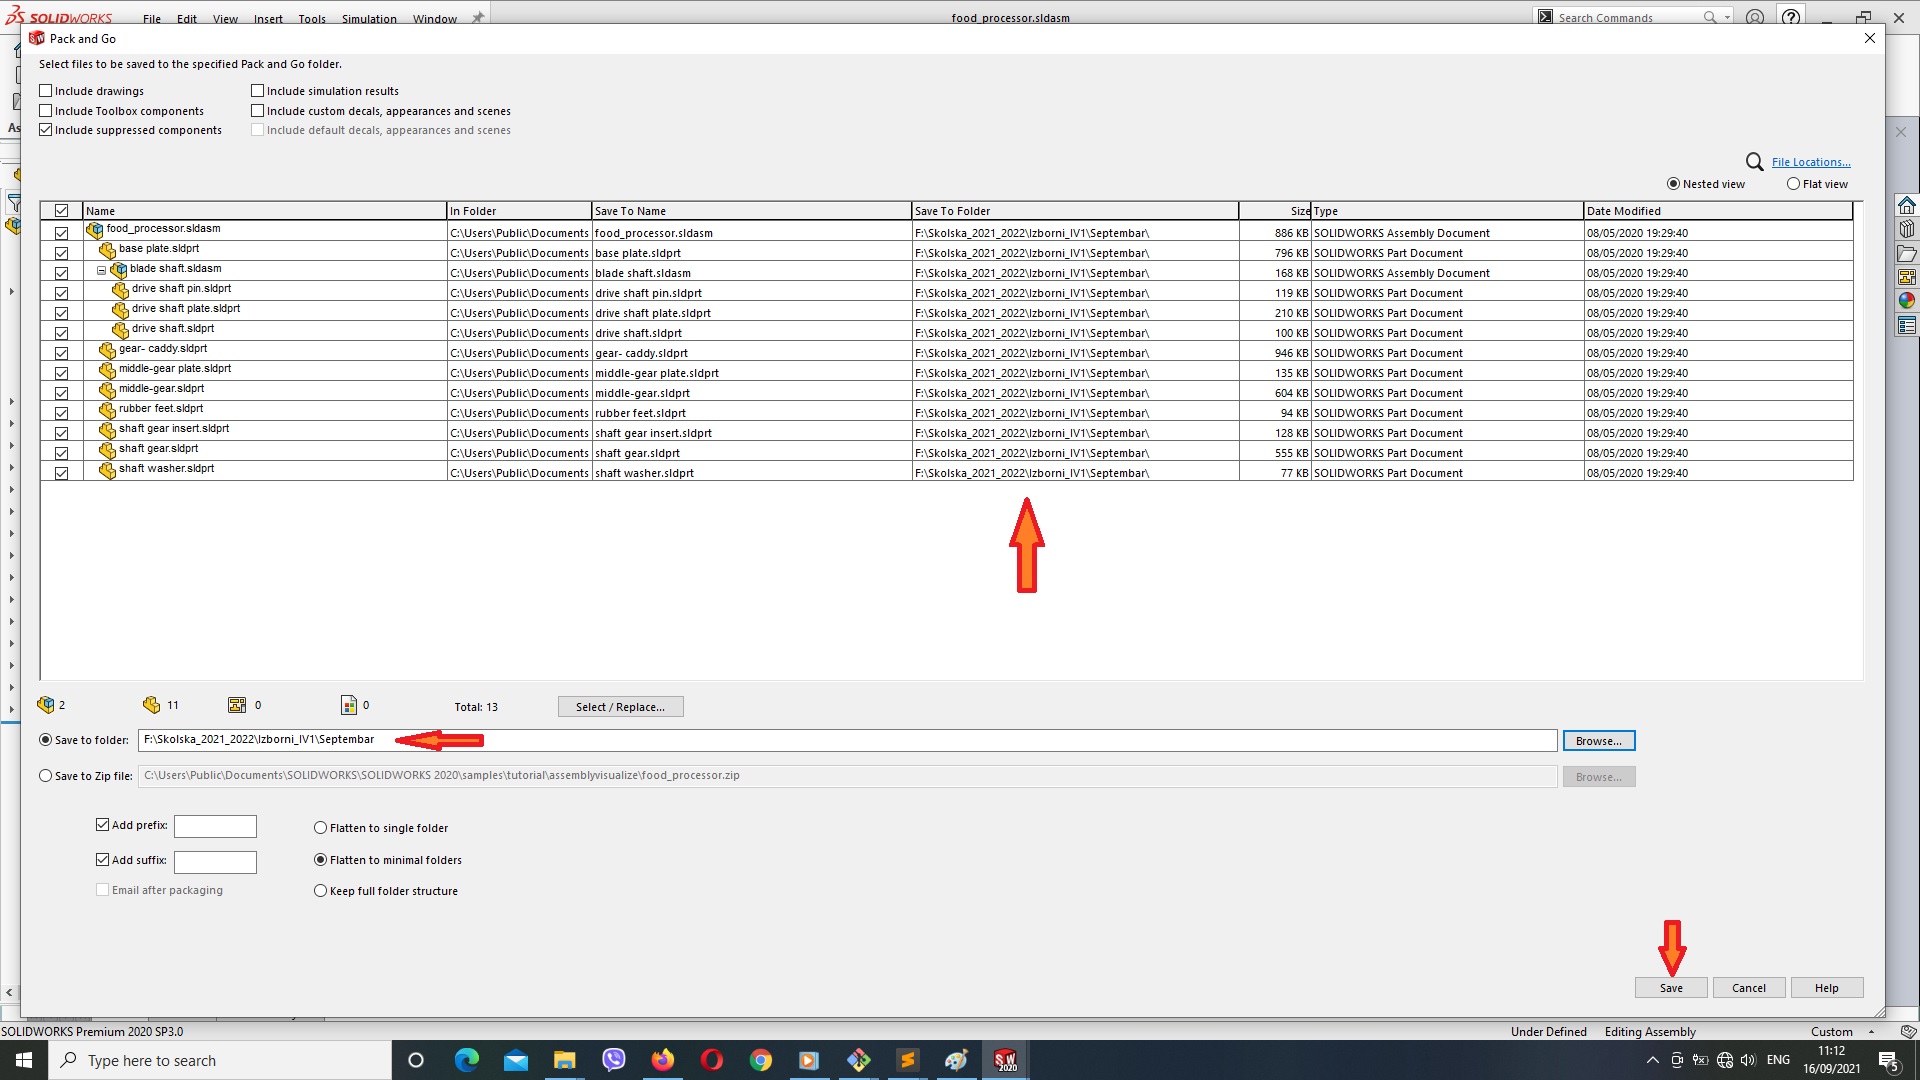 SOLIDWORKS File Edit View Insert Tools Simulation Window food_processor.sldasm Search Commands
Pack and Go
Select files to be saved to the specified Pack and Go folder.
Include drawings Include simulation results
Include Toolbox components Include custom decals, appearances and scenes
As Include suppressed components Include default decals, appearances and scenes
File Locations...
Nested view Flat view
Name In Folder Save To Name Save To Folder Size Type Date Modified
food_processor.sldasm C:\Users\Public\Documents food_processor.sldasm F:\Skolska_2021_2022\Izborni_IV1\Septembar\ 886 KB SOLIDWORKS Assembly Document 08/05/2020 19:29:40
base plate.sldprt C:\Users\Public\Documents base plate.sldprt F:\Skolska_2021_2022\Izborni_IV1\Septembar\ 796 KB SOLIDWORKS Part Document 08/05/2020 19:29:40
blade shaft.sldasm C:\Users\Public\Documents blade shaft.sldasm F:\Skolska_2021_2022\Izborni_IV1\Septembar\ 168 KB SOLIDWORKS Assembly Document 08/05/2020 19:29:40
drive shaft pin.sldprt C:\Users\Public\Documents drive shaft pin.sldprt F:\Skolska_2021_2022\Izborni_IV1\Septembar\ 119 KB SOLIDWORKS Part Document 08/05/2020 19:29:40
drive shaft plate.sldprt C:\Users\Public\Documents drive shaft plate.sldprt F:\Skolska_2021_2022\Izborni_IV1\Septembar\ 210 KB SOLIDWORKS Part Document 08/05/2020 19:29:40
drive shaft.sldprt C:\Users\Public\Documents drive shaft.sldprt F:\Skolska_2021_2022\Izborni_IV1\Septembar\ 100 KB SOLIDWORKS Part Document 08/05/2020 19:29:40
gear- caddy.sldprt C:\Users\Public\Documents gear- caddy.sldprt F:\Skolska_2021_2022\Izborni_IV1\Septembar\ 946 KB SOLIDWORKS Part Document 08/05/2020 19:29:40
middle-gear plate.sldprt C:\Users\Public\Documents middle-gear plate.sldprt F:\Skolska_2021_2022\Izborni_IV1\Septembar\ 135 KB SOLIDWORKS Part Document 08/05/2020 19:29:40
middle-gear.sldprt C:\Users\Public\Documents middle-gear.sldprt F:\Skolska_2021_2022\Izborni_IV1\Septembar\ 604 KB SOLIDWORKS Part Document 08/05/2020 19:29:40
rubber feet.sldprt C:\Users\Public\Documents rubber feet.sldprt F:\Skolska_2021_2022\Izborni_IV1\Septembar\ 94 KB SOLIDWORKS Part Document 08/05/2020 19:29:40
shaft gear insert.sldprt C:\Users\Public\Documents shaft gear insert.sldprt F:\Skolska_2021_2022\Izborni_IV1\Septembar\ 128 KB SOLIDWORKS Part Document 08/05/2020 19:29:40
shaft gear.sldprt C:\Users\Public\Documents shaft gear.sldprt F:\Skolska_2021_2022\Izborni_IV1\Septembar\ 555 KB SOLIDWORKS Part Document 08/05/2020 19:29:40
shaft washer.sldprt C:\Users\Public\Documents shaft washer.sldprt F:\Skolska_2021_2022\Izborni_IV1\Septembar\ 77 KB SOLIDWORKS Part Document 08/05/2020 19:29:40
2 11 0 0 Total: 13 Select / Replace...
Save to folder: F:\Skolska_2021_2022\Izborni_IV1\Septembar Browse...
Save to Zip file: C:\Users\Public\Documents\SOLIDWORKS\SOLIDWORKS 2020\samples\tutorial\assemblyvisualize\food_processor.zip Browse...
Add prefix: Flatten to single folder
Add suffix: Flatten to minimal folders
Email after packaging Keep full folder structure
Save Cancel Help
SOLIDWORKS Premium 2020 SP3.0 Under Defined Editing Assembly Custom
Type here to search SW 2020 ENG 11:12
16/09/2021 5